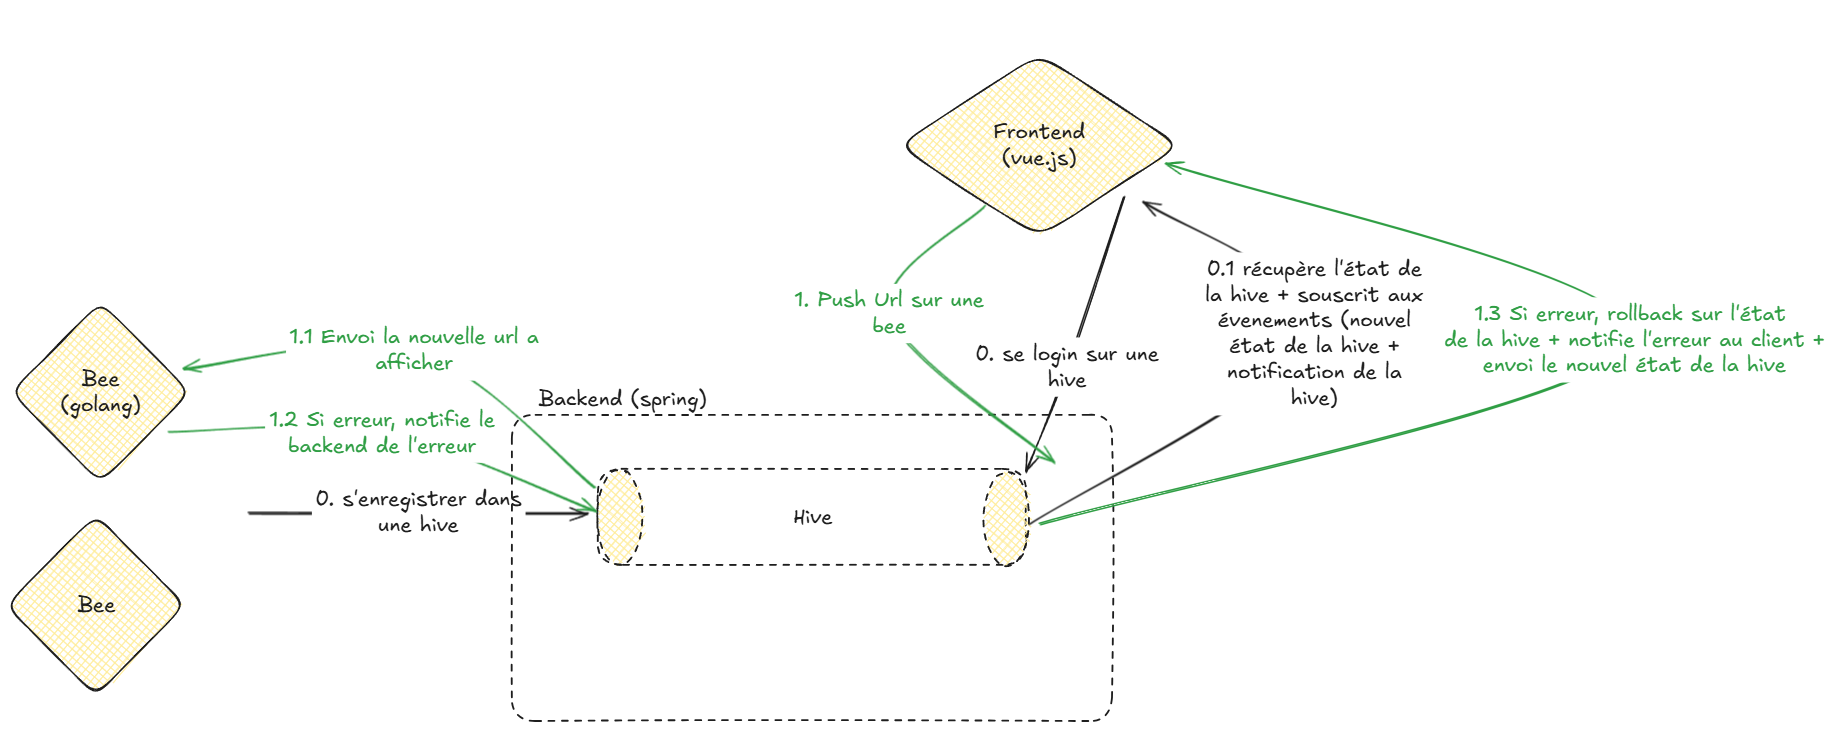 Frontend
(vue.js)
0.1 récupère l'état de
la hive + souscrit aux
évenements (nouvel
état de la hive +
notification de la
hive)
1. Push Url sur une
bee
1.3 Si erreur, rollback sur l'état
de la hive + notifie l'erreur au client +
envoi le nouvel état de la hive
1.1 Envoi la nouvelle url a
afficher
0. se login sur une
hive
Bee
(golang)
Backend (spring)
1.2 Si erreur, notifie le
backend de l'erreur
0. s'enregistrer dans
une hive
Hive
Bee